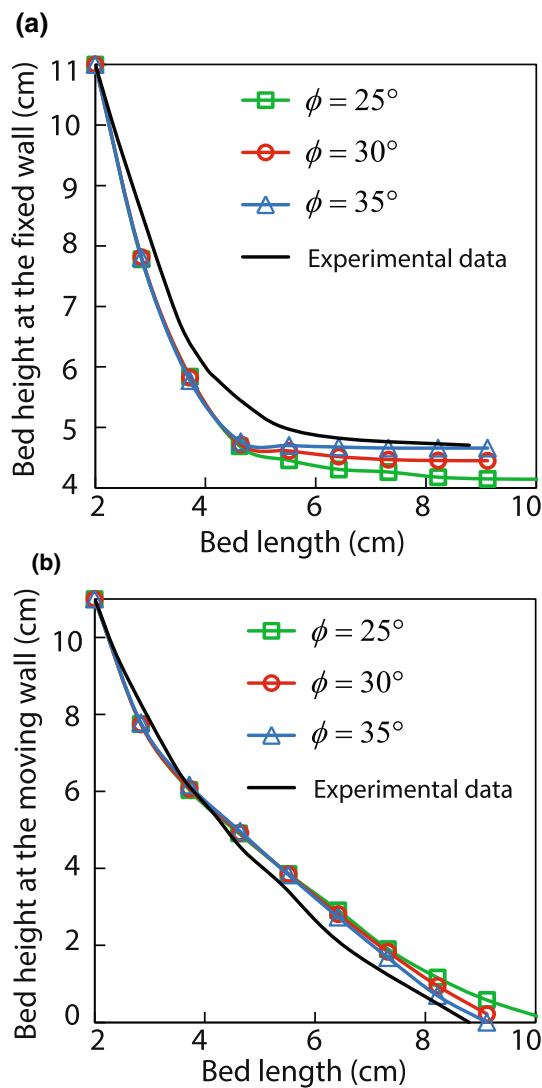 (a)
Bed height at the fixed wall (cm)
11
10
9
8
7
6
5
4
2
4
6
8
10
Bed length (cm)
ϕ = 25°
ϕ = 30°
ϕ = 35°
Experimental data
(b)
Bed height at the moving wall (cm)
10
8
6
4
2
0
2
4
6
8
10
Bed length (cm)
ϕ = 25°
ϕ = 30°
ϕ = 35°
Experimental data